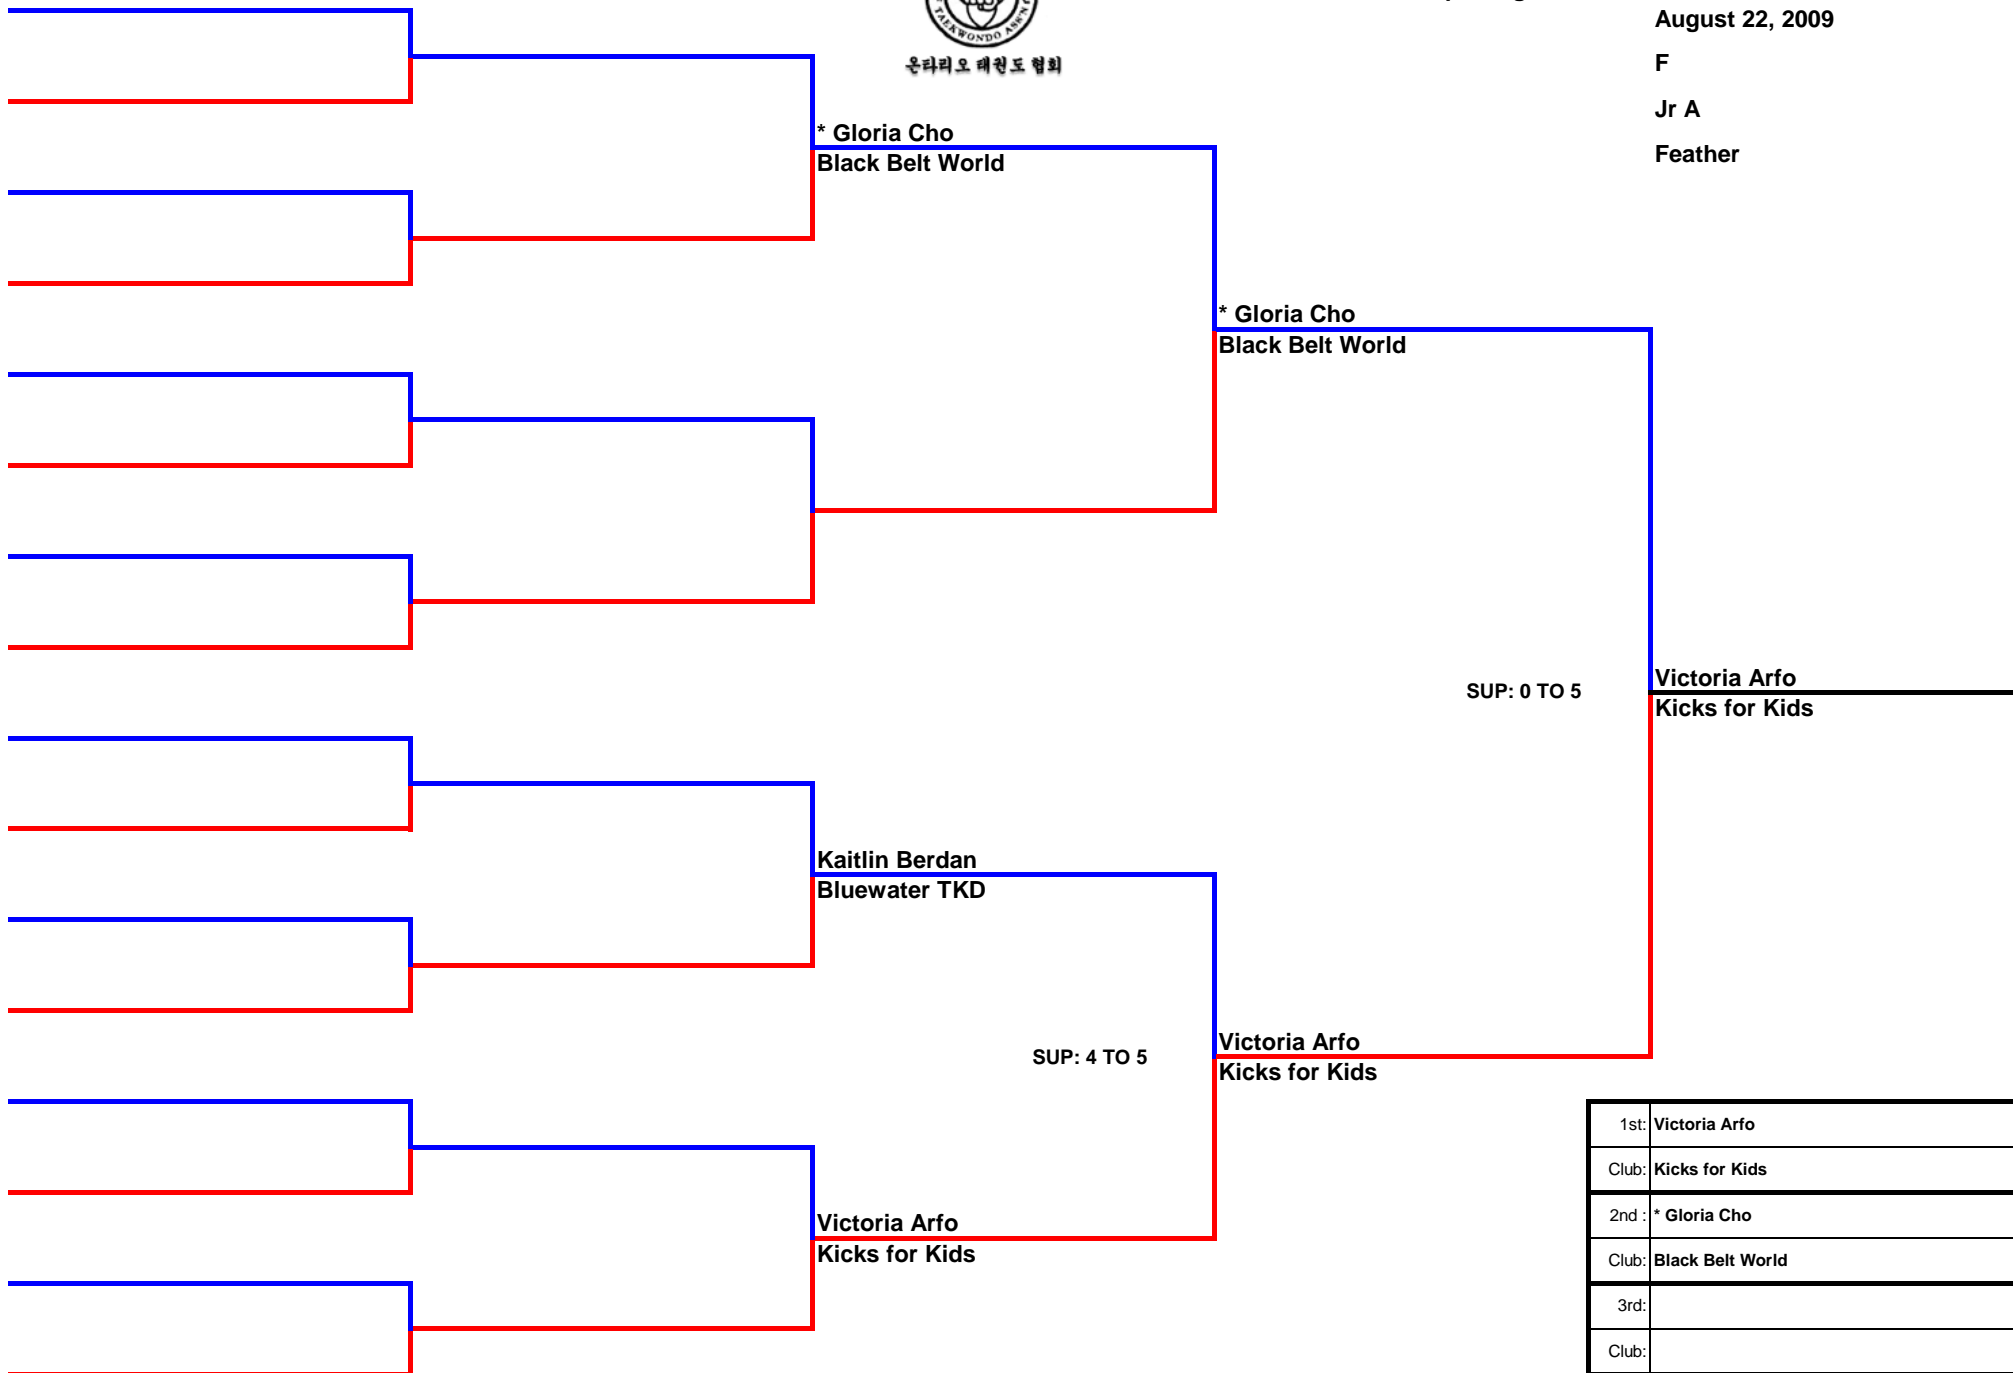 TAEKWONDO ASS'N
온타리오 태권도 협회
August 22, 2009
F
Jr A
Feather
* Gloria Cho
Black Belt World
* Gloria Cho
Black Belt World
SUP: 0 TO 5
Victoria Arfo
Kicks for Kids
Kaitlin Berdan
Bluewater TKD
SUP: 4 TO 5
Victoria Arfo
Kicks for Kids
Victoria Arfo
Kicks for Kids
1st: Victoria Arfo
Club: Kicks for Kids
2nd : * Gloria Cho
Club: Black Belt World
3rd:
Club: